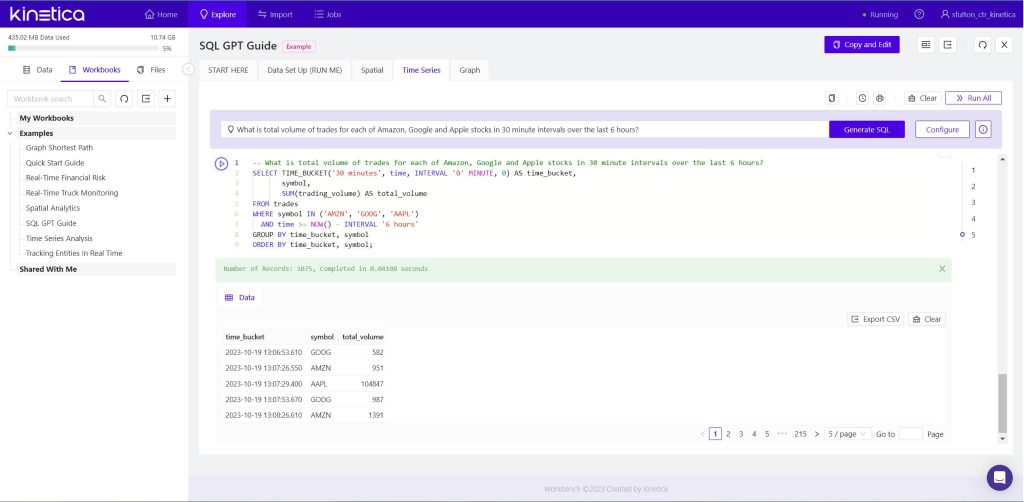 kinetica
Home
Explore
Import
Jobs
Running
sfulton_ctr_kinetica
435.02 MB Data Used
10.74 GB
5%
Data
Workbooks
Files
Workbook search
My Workbooks
Examples
Graph Shortest Path
Quick Start Guide
Real-Time Financial Risk
Real-Time Truck Monitoring
Spatial Analytics
SQL GPT Guide
Time Series Analysis
Tracking Entities In Real Time
Shared With Me
SQL GPT Guide
Example
Copy and Edit
START HERE
Data Set Up (RUN ME)
Spatial
Time Series
Graph
Clear
Run All
What is total volume of trades for each of Amazon, Google and Apple stocks in 30 minute intervals over the last 6 hours?
Generate SQL
Configure
1 -- What is total volume of trades for each of Amazon, Google and Apple stocks in 30 minute intervals over the last 6 hours?
2 SELECT TIME_BUCKET('30 minutes', time, INTERVAL '0' MINUTE, 0) AS time_bucket,
3 symbol,
4 SUM(trading_volume) AS total_volume
5 FROM trades
6 WHERE symbol IN ('AMZN', 'GOOG', 'AAPL')
7 AND time >= NOW() - INTERVAL '6 hours'
8 GROUP BY time_bucket, symbol
9 ORDER BY time_bucket, symbol;
1
2
3
4
5
Number of Records: 1075, Completed in 0.04108 seconds
X
Data
Export CSV
Clear
time_bucket symbol total_volume
2023-10-19 13:06:53.610 GOOG 582
2023-10-19 13:07:26.550 AMZN 951
2023-10-19 13:07:29.400 AAPL 104847
2023-10-19 13:07:53.670 GOOG 987
2023-10-19 13:08:26.610 AMZN 1391
< 1 2 3 4 5 ••• 215 > 5 / page Go to Page
Workbench ©2023 Created by Kinetica